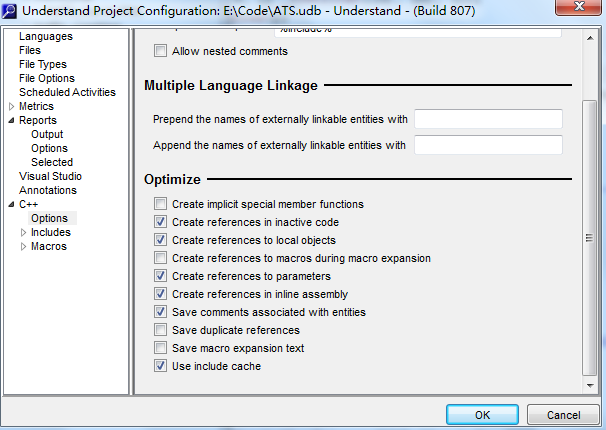 Understand Project Configuration: E:\Code\ATS.udb - Understand - (Build 807)
Languages
Files
File Types
File Options
Scheduled Activities
Metrics
Reports
Output
Options
Selected
Visual Studio
Annotations
C++
Options
Includes
Macros
%include%
Allow nested comments
Multiple Language Linkage
Prepend the names of externally linkable entities with
Append the names of externally linkable entities with
Optimize
Create implicit special member functions
Create references in inactive code
Create references to local objects
Create references to macros during macro expansion
Create references to parameters
Create references in inline assembly
Save comments associated with entities
Save duplicate references
Save macro expansion text
Use include cache
OK
Cancel